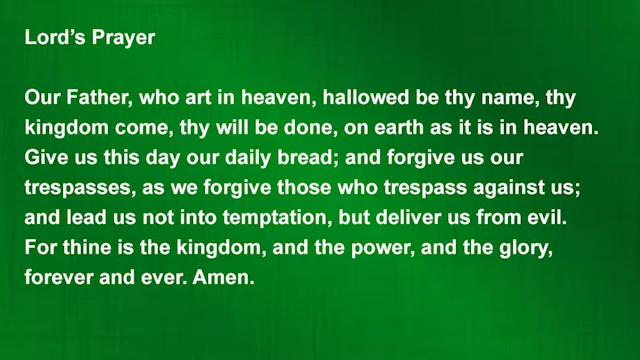 Lord’s Prayer
Our Father, who art in heaven, hallowed be thy name, thy
kingdom come, thy will be done, on earth as it is in heaven.
Give us this day our daily bread; and forgive us our
trespasses, as we forgive those who trespass against us;
and lead us not into temptation, but deliver us from evil.
For thine is the kingdom, and the power, and the glory,
forever and ever. Amen.